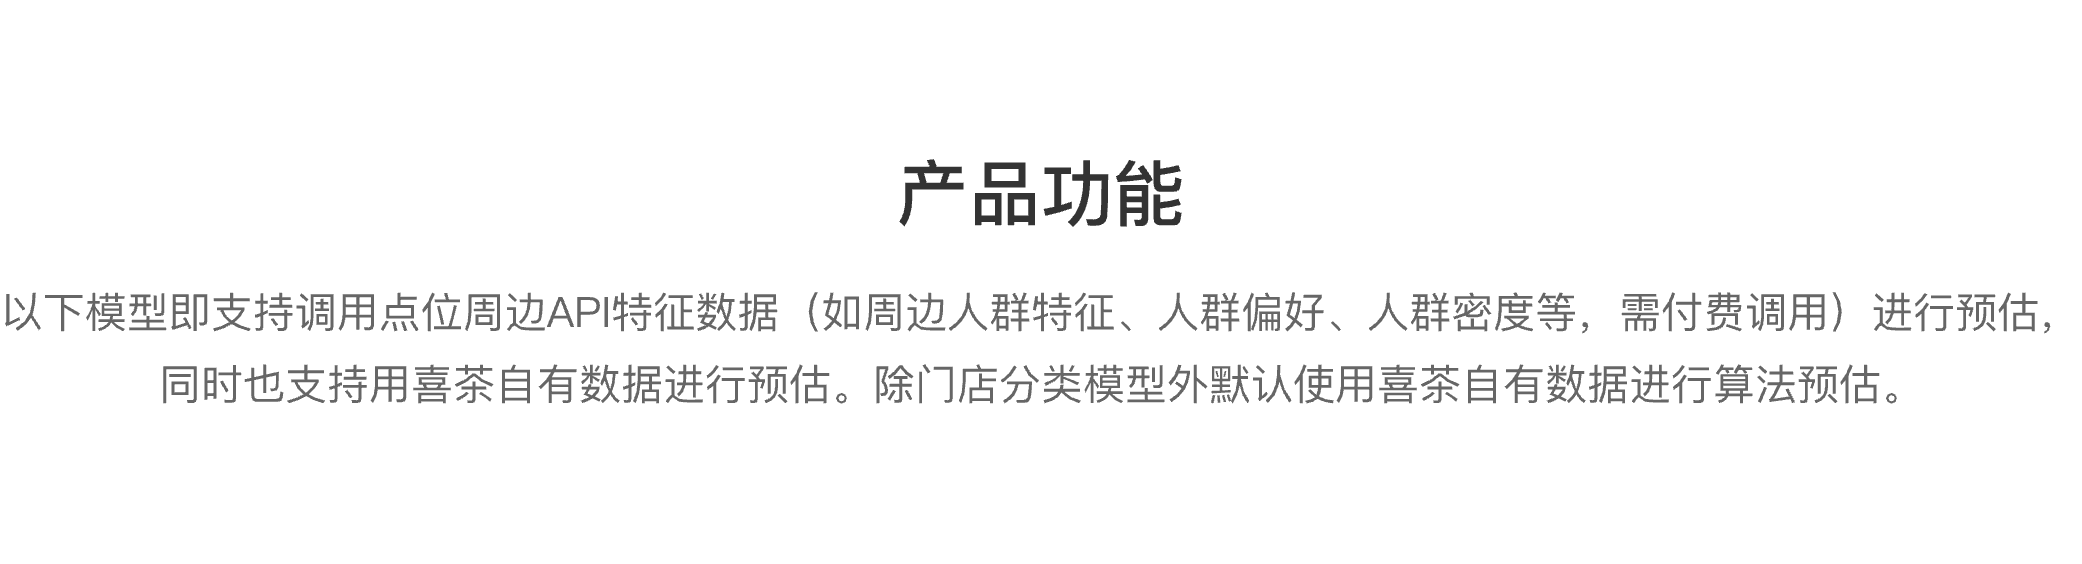 产品功能
以下模型即支持调用点位周边API特征数据（如周边人群特征、人群偏好、人群密度等，需付费调用）进行预估，
同时也支持用喜茶自有数据进行预估。除门店分类模型外默认使用喜茶自有数据进行算法预估。